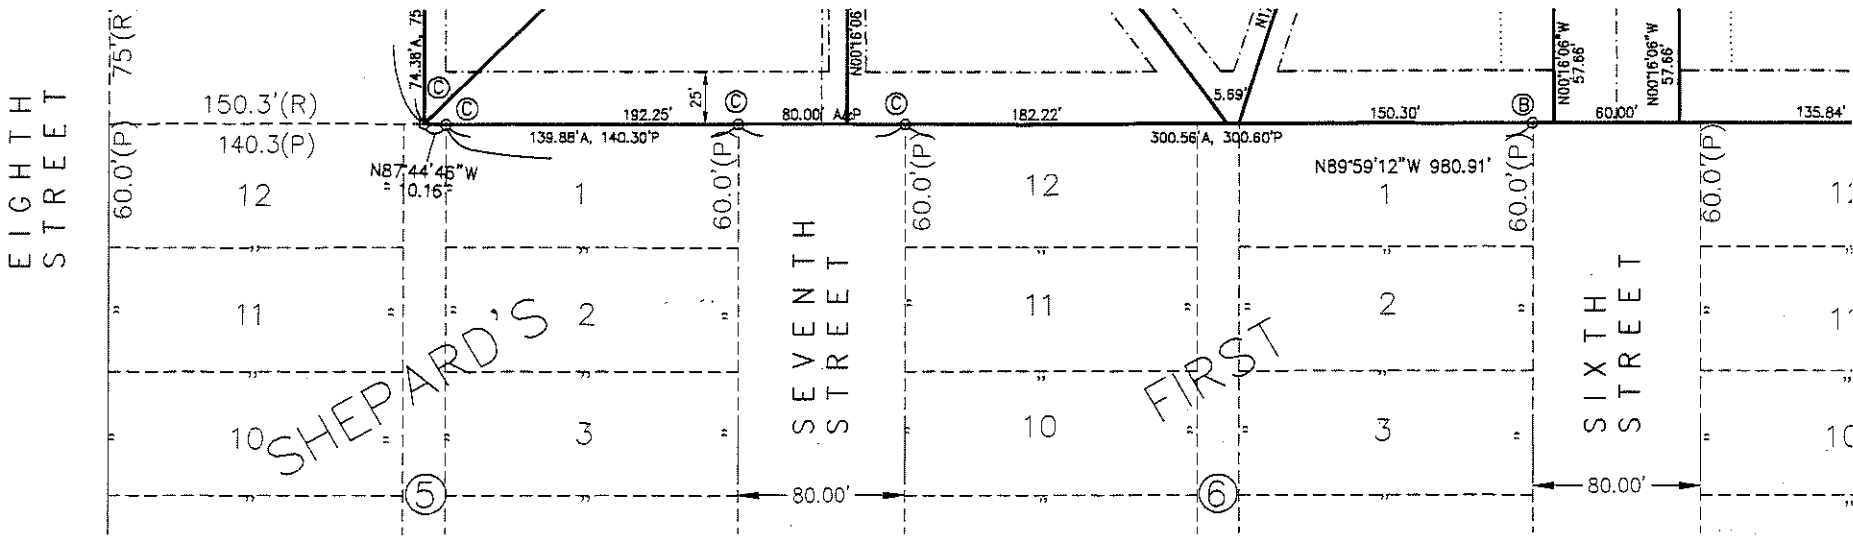 EIGHTH
STREET
75'(R
150.3'(R)
140.3(P)
60.0'(P)
74.38'A, 75
C
C
192.25'
25'
C
80.00' A&P
N00°16'06
C
182.22'
5.69'
N1
150.30'
B
N00°16'06"W
57.66'
60.00'
N00°16'06"W
57.66'
135.84'
139.88'A, 140.30'P
300.56'A, 300.60'P
N87°44'46"W
10.16'
N89°59'12"W 980.91'
60.0'(P)
60.0'(P)
60.0'(P)
60.0'(P)
12
1
12
1
12
11
2
11
2
11
10
3
10
3
10
SHEPARD'S
FIRST
SEVENTH
STREET
SIXTH
STREET
5
80.00'
6
80.00'